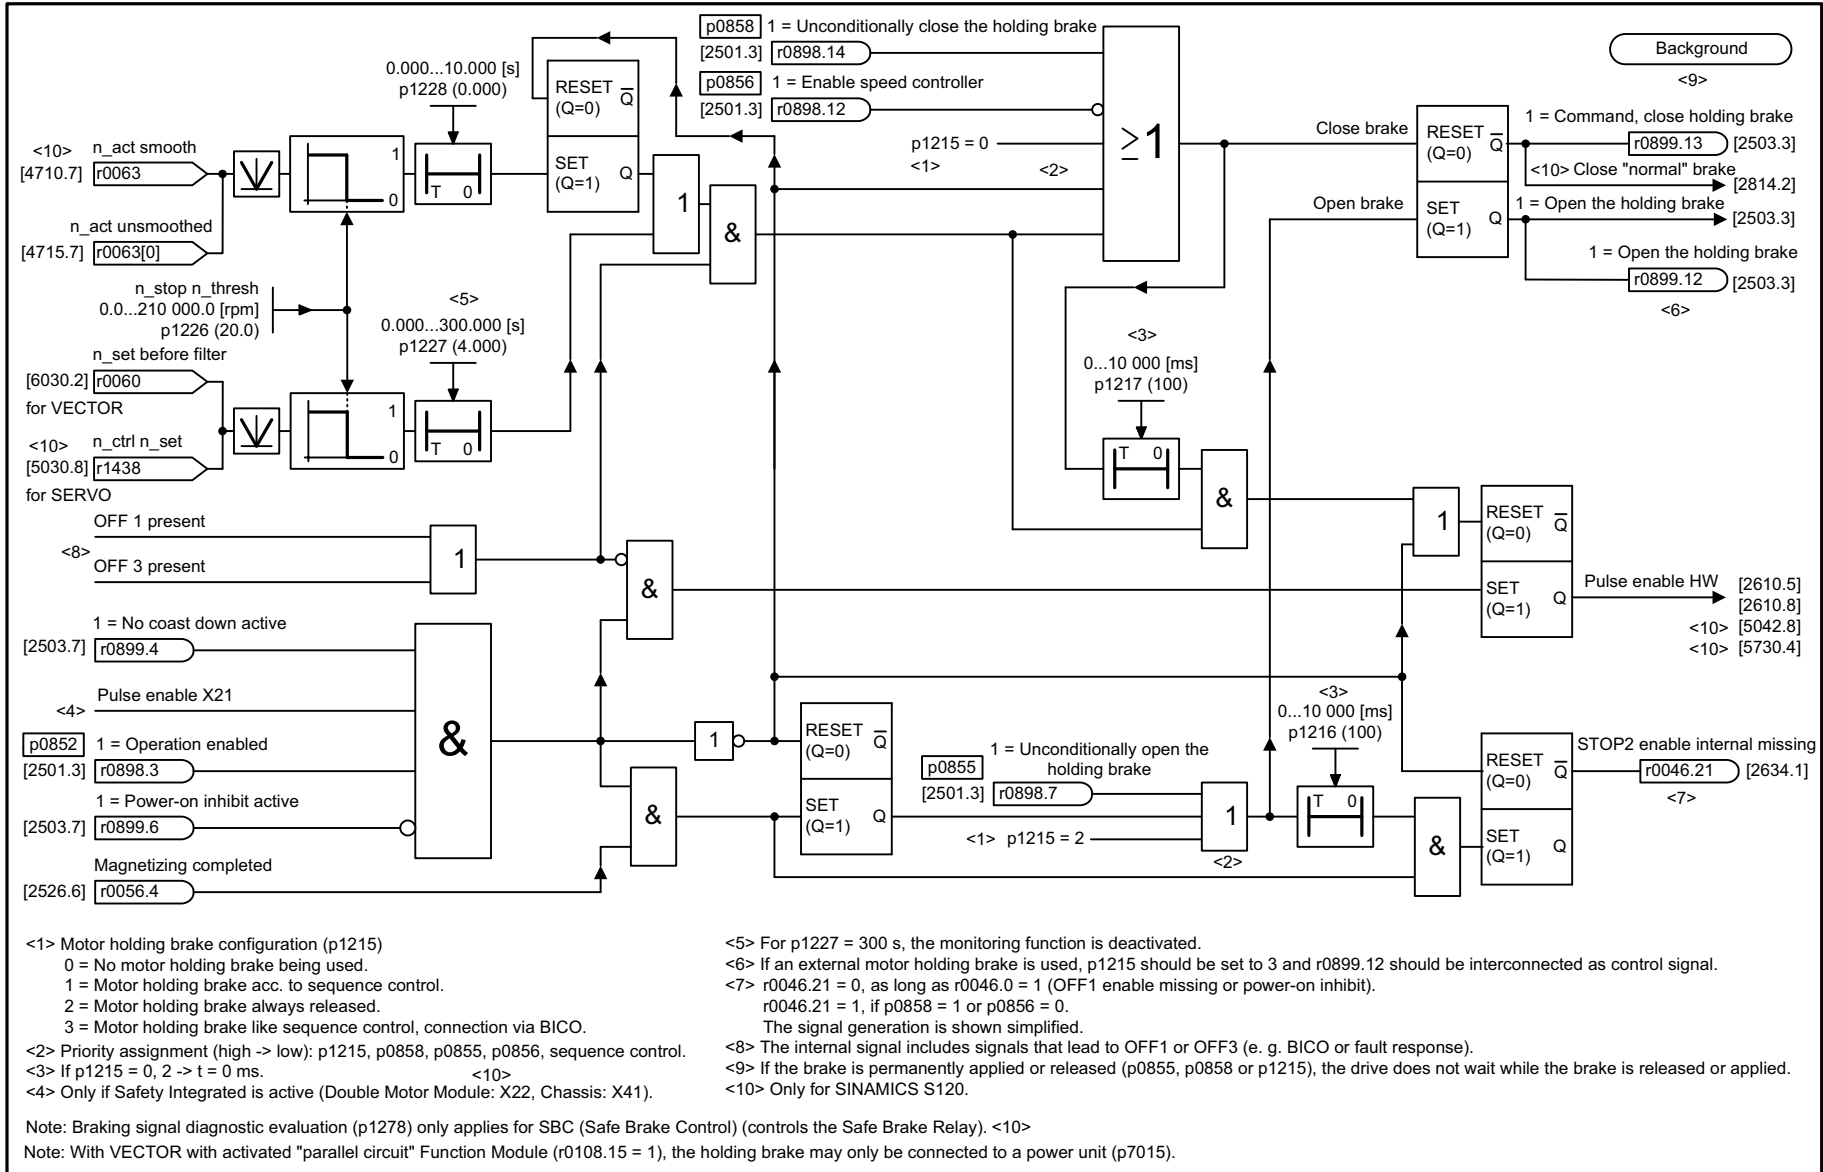 p0858 1 = Unconditionally close the holding brake
[2501.3] r0898.14
p0856 1 = Enable speed controller
[2501.3] r0898.12
p1215 = 0
<1>
<2>
≥1
Background
<9>
0.000...10.000 [s]
p1228 (0.000)
RESET Q
(Q=0)
SET Q
(Q=1)
<10> n_act smooth
[4710.7] r0063
1
0
T 0
n_act unsmoothed
[4715.7] r0063[0]
1
&
n_stop n_thresh
0.0...210 000.0 [rpm]
p1226 (20.0)
<5>
0.000...300.000 [s]
p1227 (4.000)
n_set before filter
[6030.2] r0060
for VECTOR
<10> n_ctrl n_set
[5030.8] r1438
for SERVO
1
0
T 0
Close brake
RESET Q
(Q=0)
Open brake
SET Q
(Q=1)
1 = Command, close holding brake
r0899.13 [2503.3]
<10> Close "normal" brake
[2814.2]
1 = Open the holding brake
[2503.3]
1 = Open the holding brake
r0899.12 [2503.3]
<6>
<3>
0...10 000 [ms]
p1217 (100)
T 0
&
1
RESET Q
(Q=0)
SET Q
(Q=1)
Pulse enable HW [2610.5]
[2610.8]
<10> [5042.8]
<10> [5730.4]
OFF 1 present
<8>
OFF 3 present
1
&
1 = No coast down active
[2503.7] r0899.4
Pulse enable X21
<4>
p0852 1 = Operation enabled
[2501.3] r0898.3
1 = Power-on inhibit active
[2503.7] r0899.6
Magnetizing completed
[2526.6] r0056.4
&
1
&
RESET Q
(Q=0)
SET Q
(Q=1)
p0855 1 = Unconditionally open the
holding brake
[2501.3] r0898.7
<1> p1215 = 2
1
<2>
<3>
0...10 000 [ms]
p1216 (100)
T 0
&
RESET Q
(Q=0)
SET Q
(Q=1)
STOP2 enable internal missing
r0046.21 [2634.1]
<7>
<1> Motor holding brake configuration (p1215)
0 = No motor holding brake being used.
1 = Motor holding brake acc. to sequence control.
2 = Motor holding brake always released.
3 = Motor holding brake like sequence control, connection via BICO.
<2> Priority assignment (high -> low): p1215, p0858, p0855, p0856, sequence control.
<3> If p1215 = 0, 2 -> t = 0 ms. <10>
<4> Only if Safety Integrated is active (Double Motor Module: X22, Chassis: X41).
<5> For p1227 = 300 s, the monitoring function is deactivated.
<6> If an external motor holding brake is used, p1215 should be set to 3 and r0899.12 should be interconnected as control signal.
<7> r0046.21 = 0, as long as r0046.0 = 1 (OFF1 enable missing or power-on inhibit).
r0046.21 = 1, if p0858 = 1 or p0856 = 0.
The signal generation is shown simplified.
<8> The internal signal includes signals that lead to OFF1 or OFF3 (e. g. BICO or fault response).
<9> If the brake is permanently applied or released (p0855, p0858 or p1215), the drive does not wait while the brake is released or applied.
<10> Only for SINAMICS S120.
Note: Braking signal diagnostic evaluation (p1278) only applies for SBC (Safe Brake Control) (controls the Safe Brake Relay). <10>
Note: With VECTOR with activated "parallel circuit" Function Module (r0108.15 = 1), the holding brake may only be connected to a power unit (p7015).